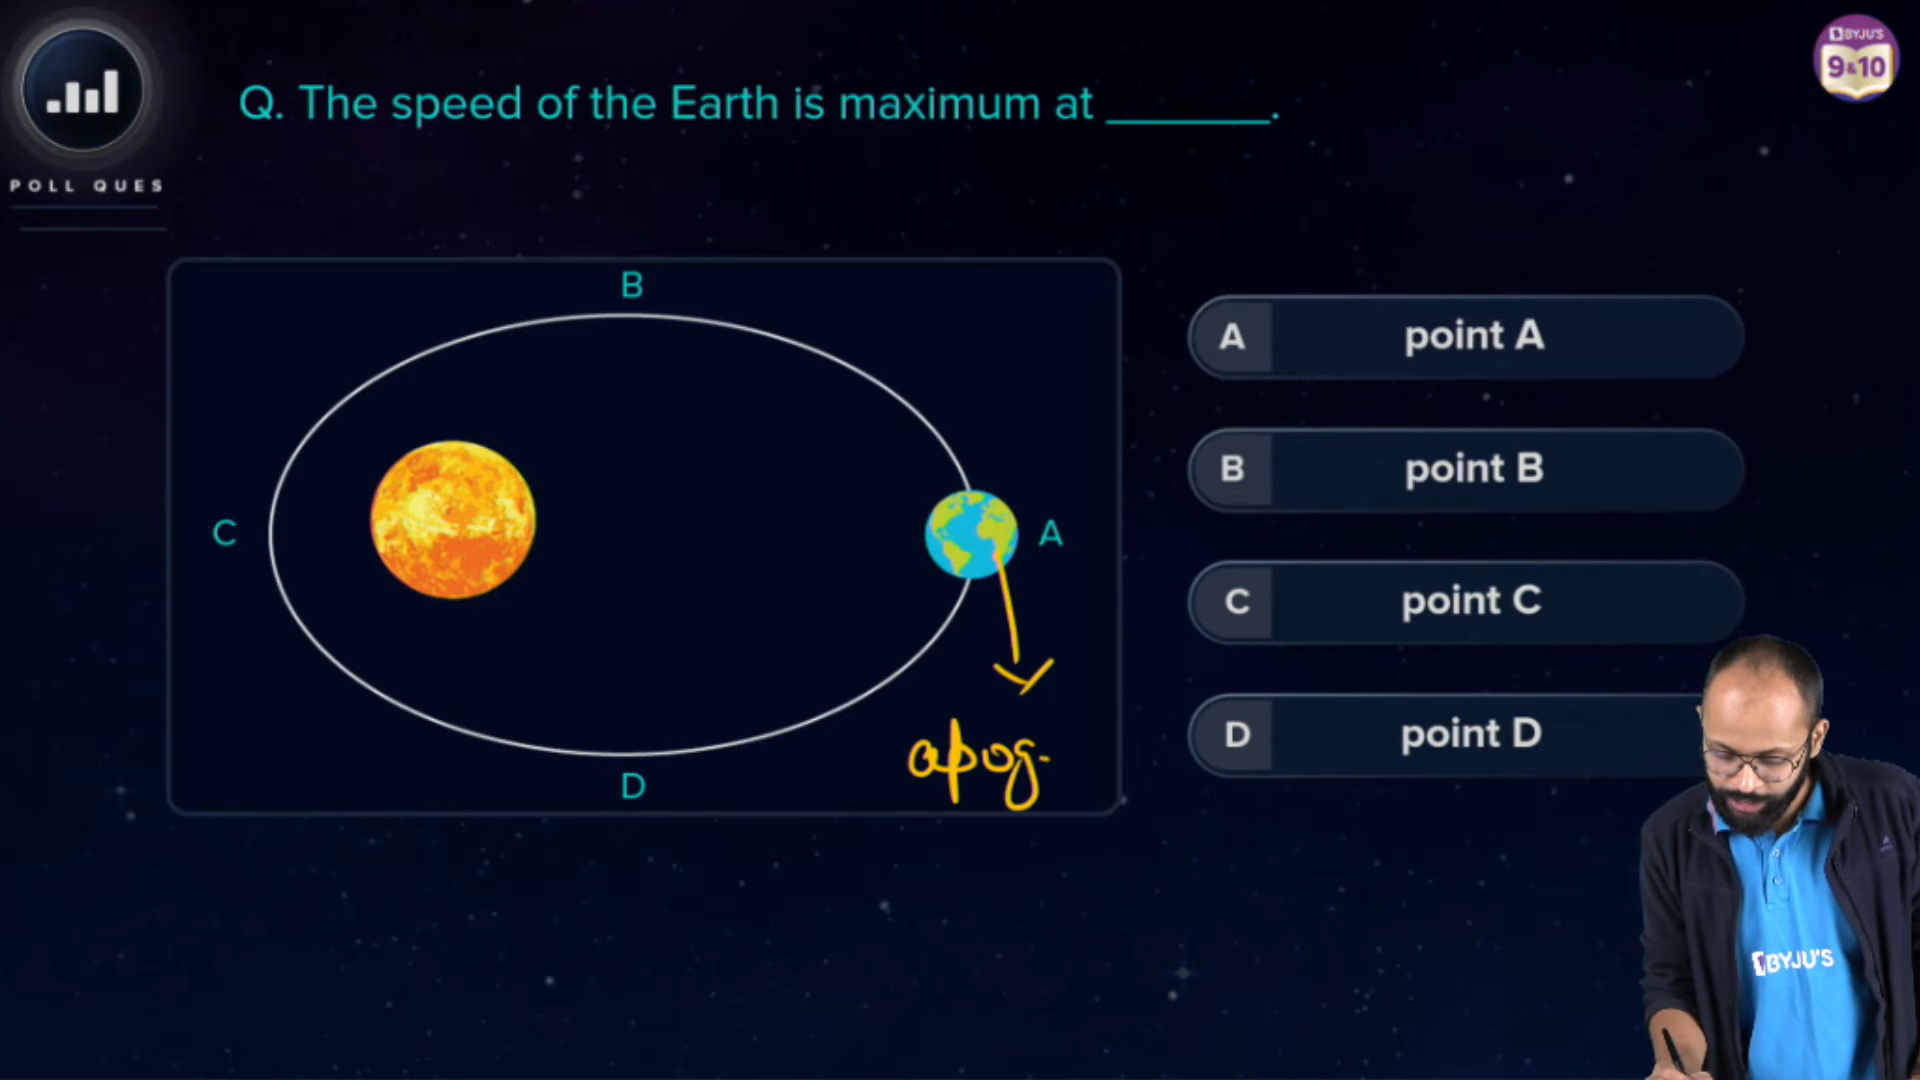 BYJU'S
9&10
Q. The speed of the Earth is maximum at ________.
POLL QUES
B
C
A
D
apog.
A point A
B point B
C point C
D point D
BYJU'S